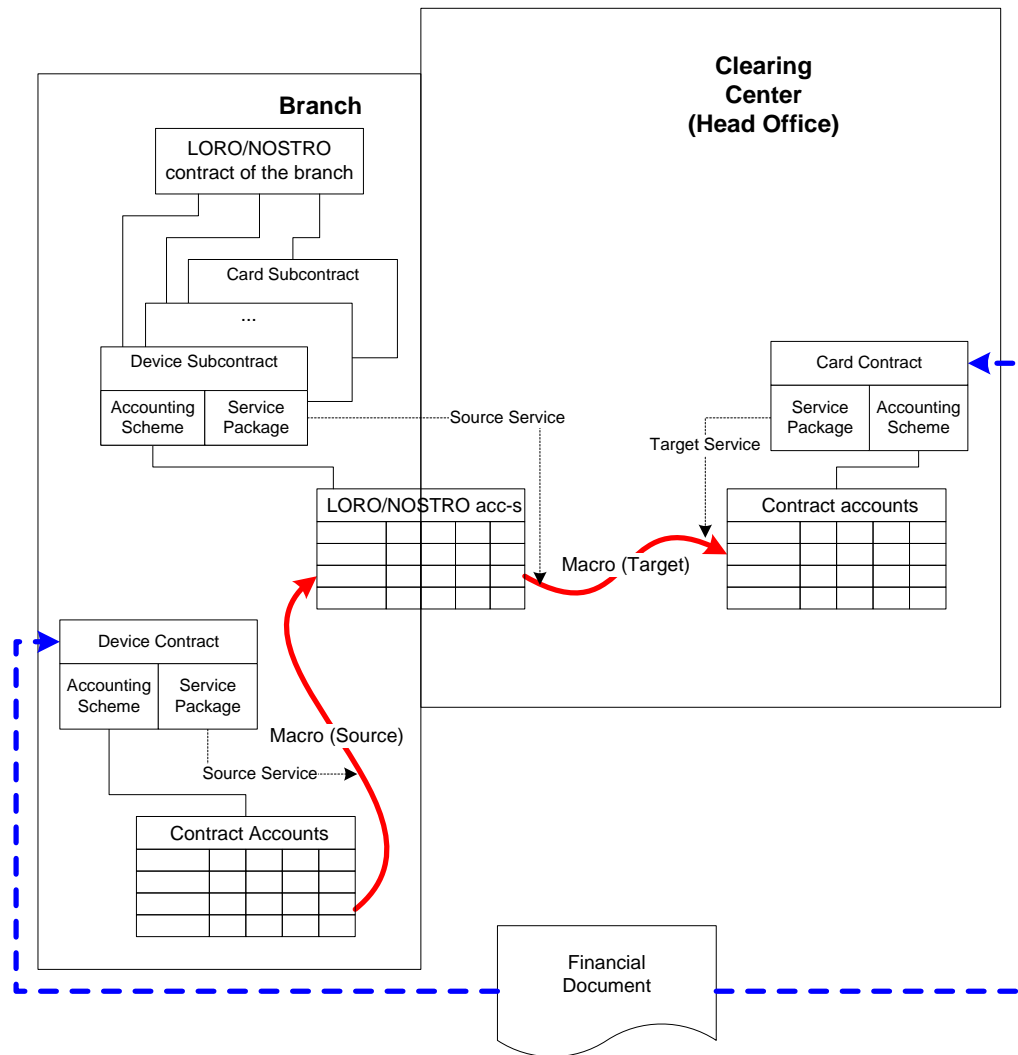 Clearing
Center
(Head Office)
Branch
LORO/NOSTRO
contract of the branch
Card Subcontract
...
Device Subcontract
Accounting
Scheme
Service
Package
Source Service
Card Contract
Service
Package
Accounting
Scheme
Target Service
LORO/NOSTRO acc-s
Contract accounts
Macro (Target)
Device Contract
Accounting
Scheme
Service
Package
Macro (Source)
Source Service
Contract Accounts
Financial
Document